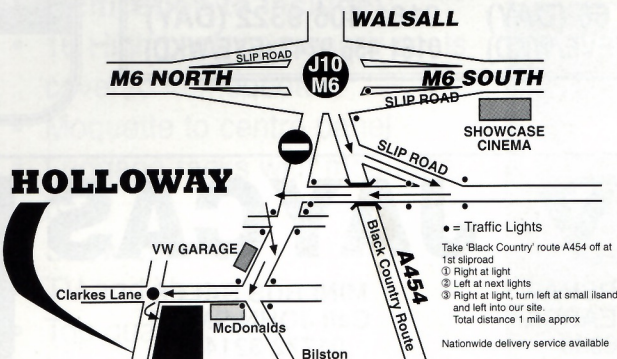 WALSALL
SLIP ROAD
M6 NORTH
J10
M6
M6 SOUTH
SLIP ROAD
SHOWCASE
CINEMA
SLIP ROAD
HOLLOWAY
• = Traffic Lights
Take 'Black Country' route A454 off at
1st sliproad
① Right at light
② Left at next lights
③ Right at light, turn left at small ilsand
and left into our site.
Total distance 1 mile approx
Nationwide delivery service available
VW GARAGE
Black Country Route
A454
Clarkes Lane
McDonalds
Bilston